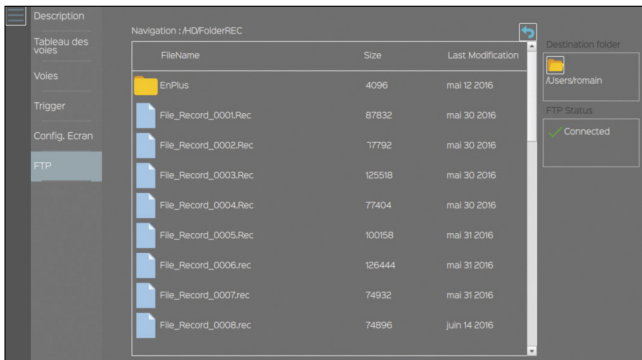 Description
Tableau des
voies
Voies
Trigger
Config. Ecran
FTP
Navigation : /HD/FolderREC
FileName Size Last Modification
EnPlus 4096 mai 12 2016
File_Record_0001.Rec 87832 mai 30 2016
File_Record_0002.Rec 77792 mai 30 2016
File_Record_0003.Rec 125518 mai 30 2016
File_Record_0004.Rec 77404 mai 30 2016
File_Record_0005.Rec 100158 mai 31 2016
File_Record_0006.rec 126444 mai 31 2016
File_Record_0007.rec 74932 mai 31 2016
File_Record_0008.rec 74896 juin 14 2016
Destination folder
/Users/romain
FTP Status
Connected